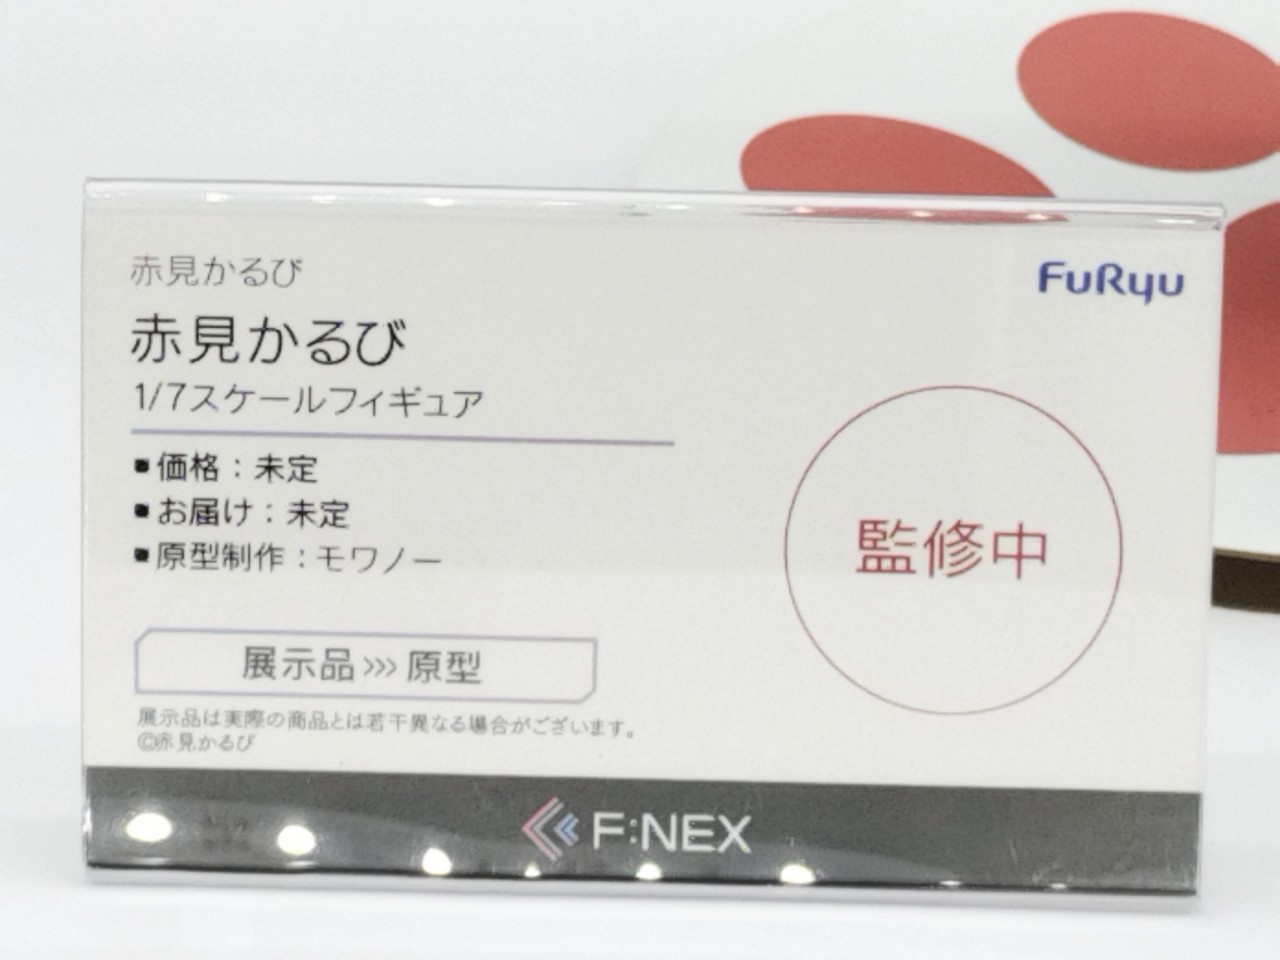 赤見かるび
FuRyu
赤見かるび
1/7スケールフィギュア
■価格：未定
■お届け：未定
■原型制作：モワノー
監修中
展示品 >>> 原型
展示品は実際の商品とは若干異なる場合がございます。
©赤見かるび
F:NEX